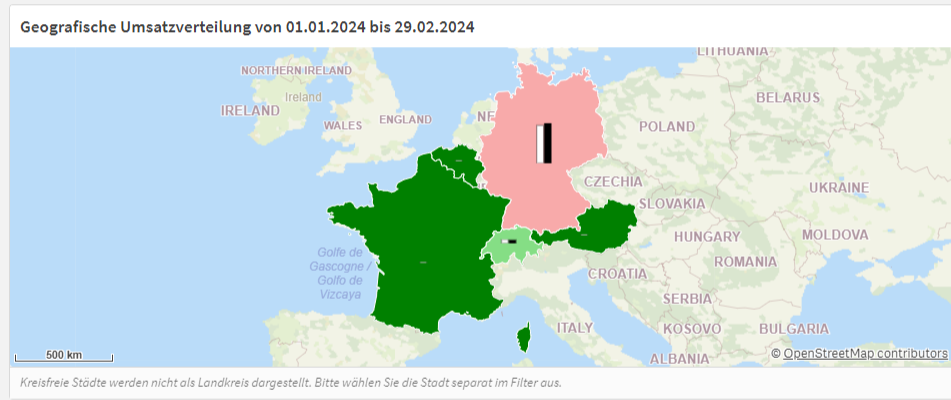 Geografische Umsatzverteilung von 01.01.2024 bis 29.02.2024
LITHUANIA
NORTHERN IRELAND
Ireland
IRELAND
BELARUS
WALES
ENGLAND
NE
POLAND
CZECHIA
UKRAINE
SLOVAKIA
HUNGARY
MOLDOVA
Golfe de
Gascogne /
Golfo de
Vizcaya
ROMANIA
CROATIA
SERBIA
ITALY
KOSOVO
BULGARIA
500 km
ALBANIA
© OpenStreetMap contributors
Kreisfreie Städte werden nicht als Landkreis dargestellt. Bitte wählen Sie die Stadt separat im Filter aus.